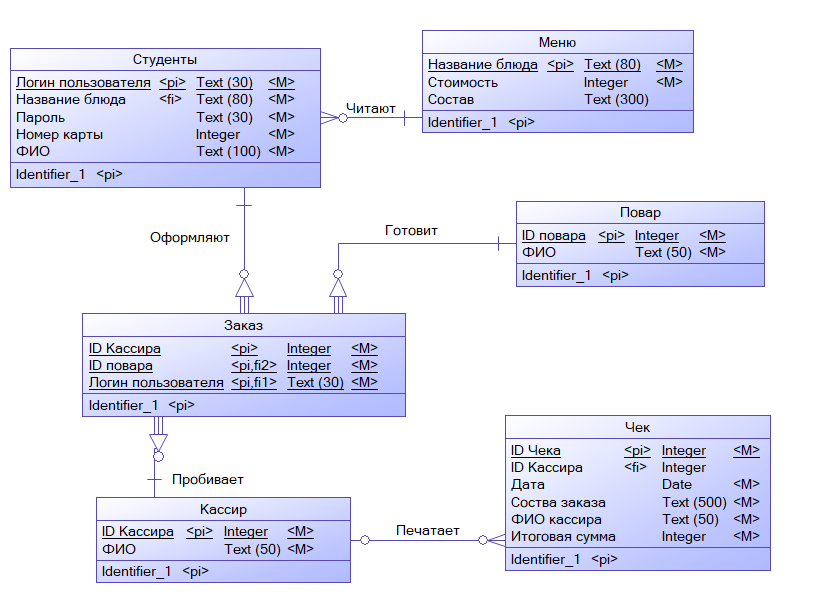 Студенты
Логин пользователя <pi> Text (30) <M>
Название блюда <fi> Text (80) <M>
Пароль Text (30) <M>
Номер карты Integer <M>
ФИО Text (100) <M>
Identifier_1 <pi>
Читают
Меню
Название блюда <pi> Text (80) <M>
Стоимость Integer <M>
Состав Text (300)
Identifier_1 <pi>
Оформляют
Готовит
Повар
ID повара <pi> Integer <M>
ФИО Text (50) <M>
Identifier_1 <pi>
Заказ
ID Кассира <pi> Integer <M>
ID повара <pi,fi2> Integer <M>
Логин пользователя <pi,fi1> Text (30) <M>
Identifier_1 <pi>
Пробивает
Кассир
ID Кассира <pi> Integer <M>
ФИО Text (50) <M>
Identifier_1 <pi>
Печатает
Чек
ID Чека <pi> Integer <M>
ID Кассира <fi> Integer
Дата Date <M>
Соства заказа Text (500) <M>
ФИО кассира Text (50) <M>
Итоговая сумма Integer <M>
Identifier_1 <pi>